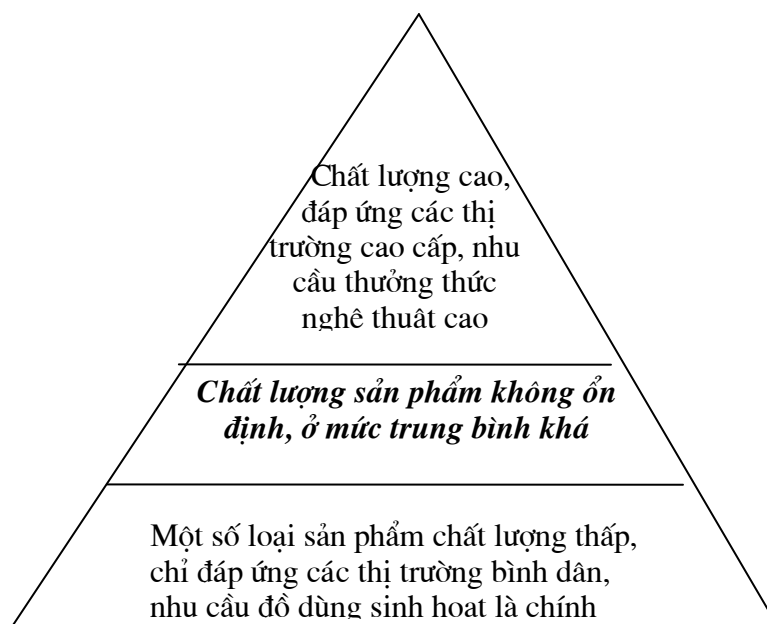 Chất lượng cao,
đáp ứng các thị
trường cao cấp, nhu
cầu thưởng thức
nghệ thuật cao
Chất lượng sản phẩm không ổn
định, ở mức trung bình khá
Một số loại sản phẩm chất lượng thấp,
chỉ đáp ứng các thị trường bình dân,
nhu cầu đồ dùng sinh hoạt là chính